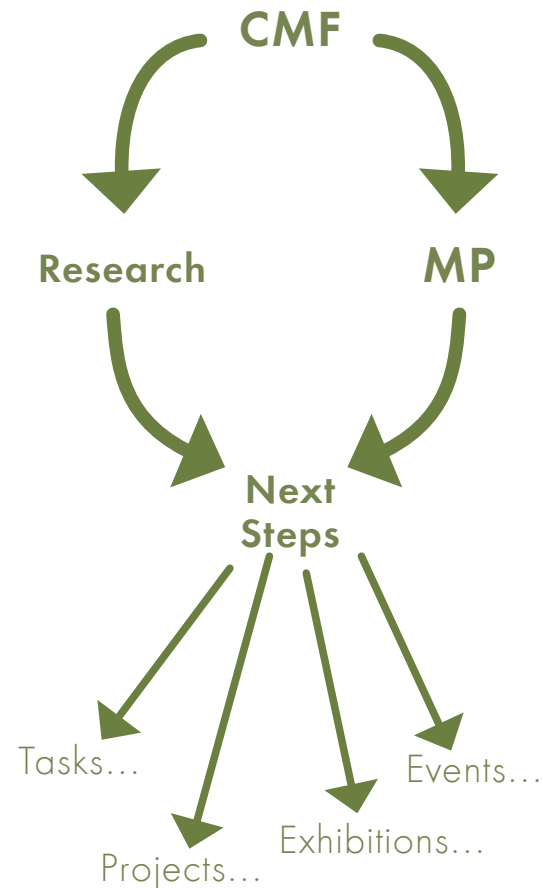 CMF
Research
MP
Next
Steps
Tasks...
Events...
Exhibitions...
Projects...